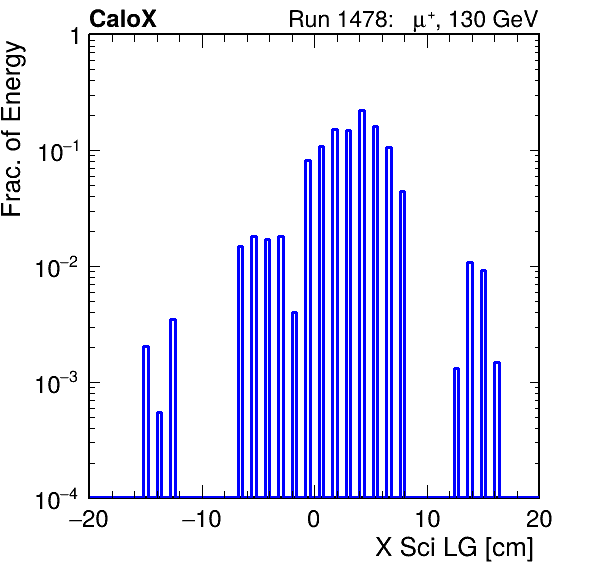 CaloX Run 1478: μ⁺, 130 GeV
Frac. of Energy
1
10⁻¹
10⁻²
10⁻³
10⁻⁴
−20 −10 0 10 20
X Sci LG [cm]